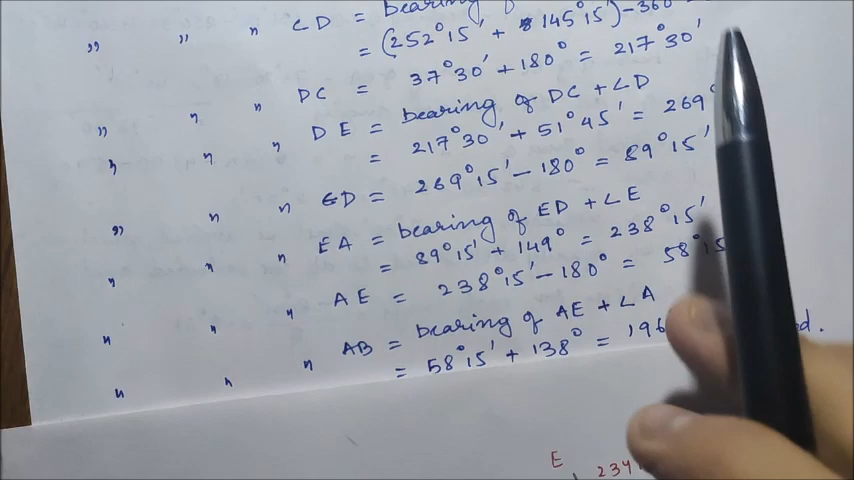 " " " CD = bearing of
= (252°15' + 145°15') - 360°
" " " DC = 37°30' + 180° = 217°30'
" " " DE = bearing of DC + ∠D
= 217°30' + 51°45' = 269°
" " " ED = 269°15' - 180° = 89°15'
" " " EA = bearing of ED + ∠E
= 89°15' + 149° = 238°15'
" " " AE = 238°15' - 180° = 58°15
" " " AB = bearing of AE + ∠A
= 58°15' + 138° = 196 d.
E
234